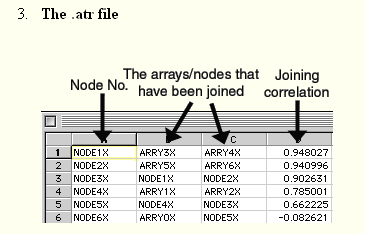 3. The .atr file
Node No. The arrays/nodes that have been joined Joining correlation
C
1 NODE1X ARRY3X ARRY4X 0.948027
2 NODE2X ARRY5X ARRY6X 0.940996
3 NODE3X NODE1X NODE2X 0.902631
4 NODE4X ARRY1X ARRY2X 0.785001
5 NODE5X NODE4X NODE3X 0.662225
6 NODE6X ARRY0X NODE5X -0.082621